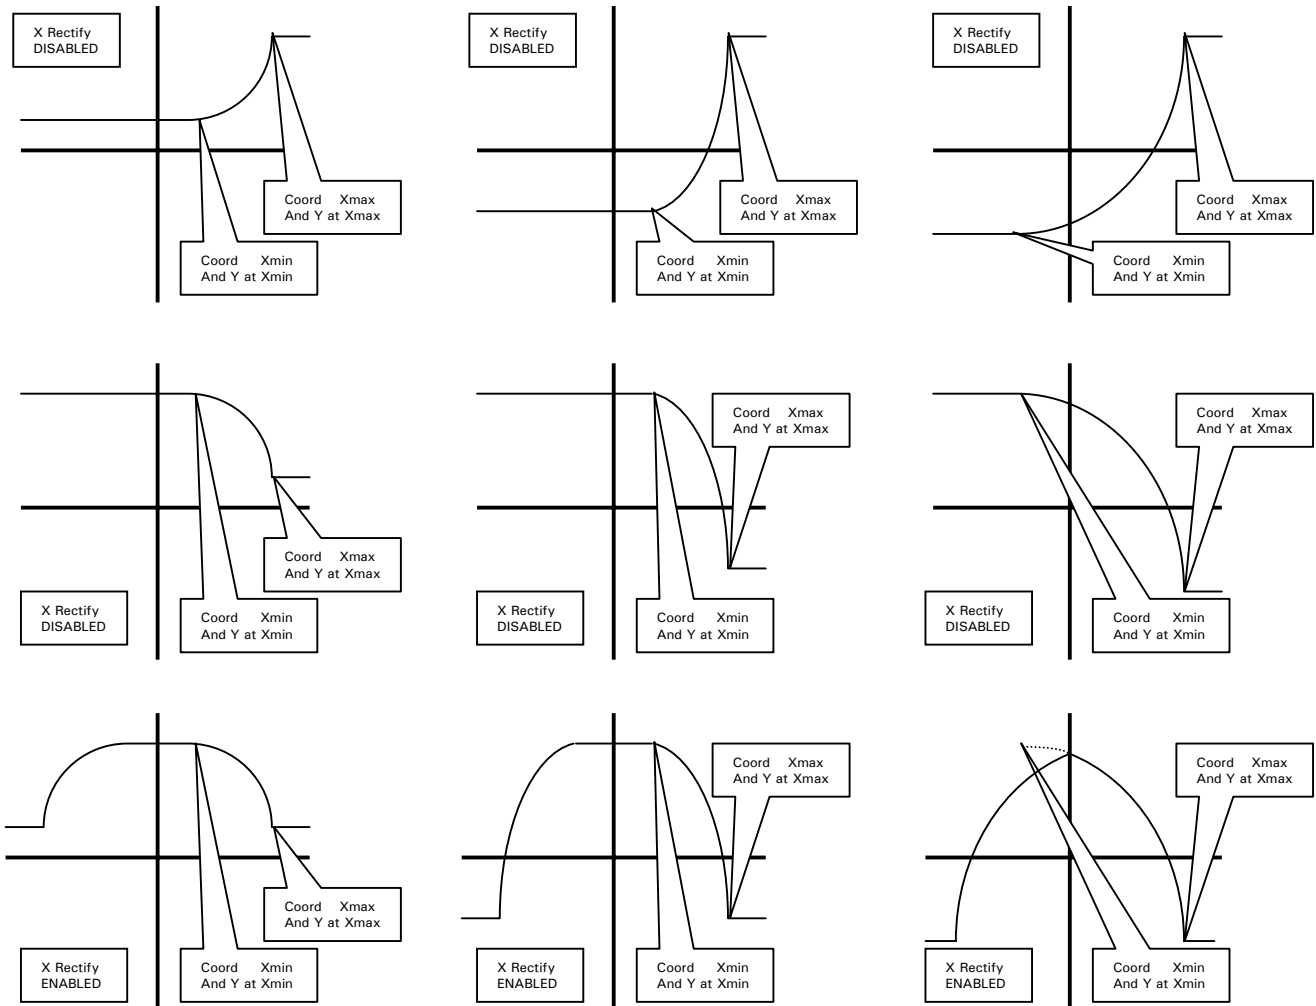 X Rectify
DISABLED
Coord Xmax
And Y at Xmax
Coord Xmin
And Y at Xmin
X Rectify
DISABLED
Coord Xmax
And Y at Xmax
Coord Xmin
And Y at Xmin
X Rectify
DISABLED
Coord Xmax
And Y at Xmax
Coord Xmin
And Y at Xmin
Coord Xmax
And Y at Xmax
X Rectify
DISABLED
Coord Xmin
And Y at Xmin
Coord Xmax
And Y at Xmax
X Rectify
DISABLED
Coord Xmin
And Y at Xmin
Coord Xmax
And Y at Xmax
X Rectify
DISABLED
Coord Xmin
And Y at Xmin
Coord Xmax
And Y at Xmax
X Rectify
ENABLED
Coord Xmin
And Y at Xmin
Coord Xmax
And Y at Xmax
X Rectify
ENABLED
Coord Xmin
And Y at Xmin
Coord Xmax
And Y at Xmax
X Rectify
ENABLED
Coord Xmin
And Y at Xmin